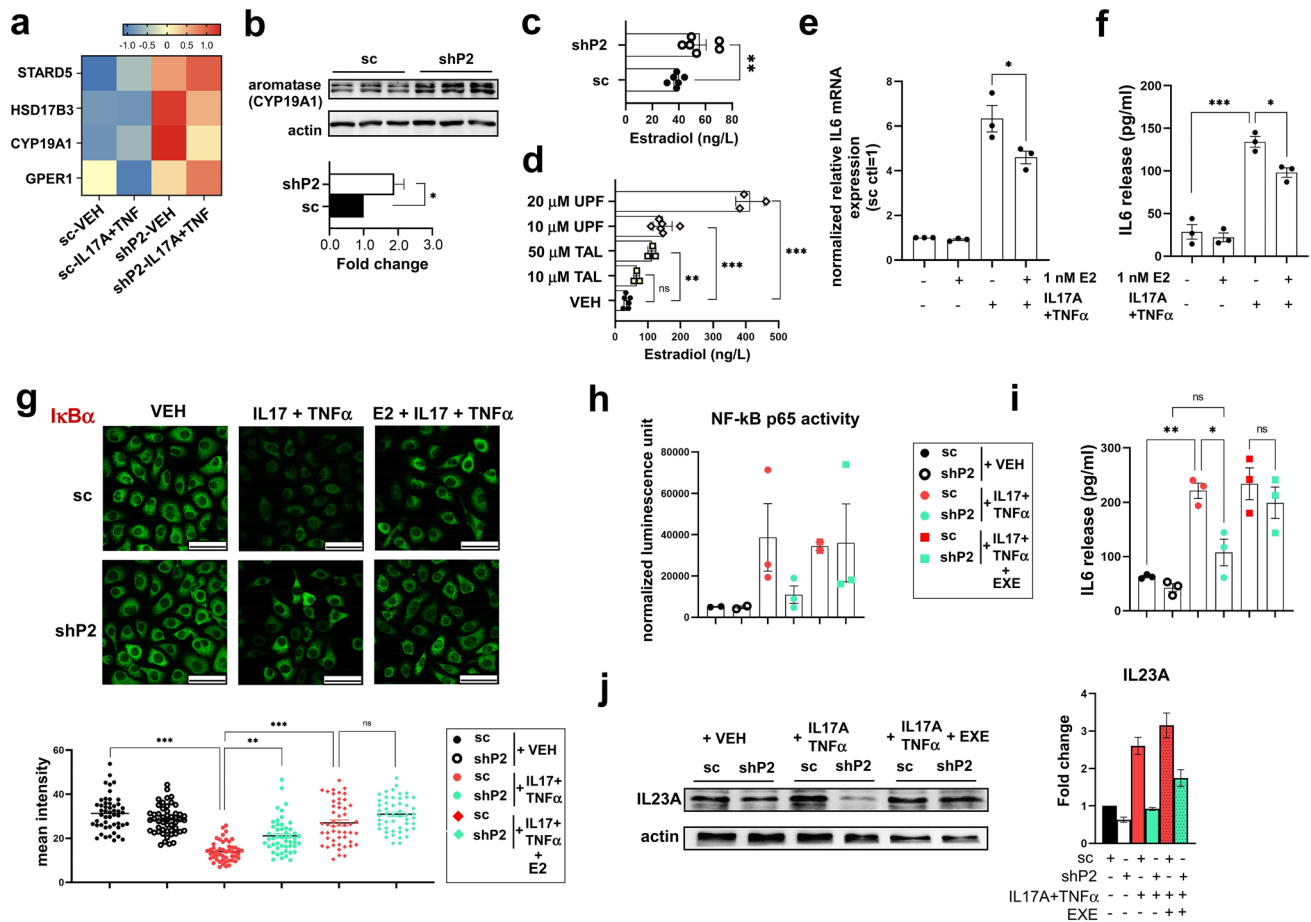 a
-1.0 -0.5 0 0.5 1.0
STARD5
HSD17B3
CYP19A1
GPER1
sc-VEH
sc-IL17A+TNF
shP2-VEH
shP2-IL17A+TNF
b
sc shP2
aromatase
(CYP19A1)
actin
shP2
sc
*
0.0 1.0 2.0 3.0
Fold change
c
shP2
sc
**
0 20 40 60 80
Estradiol (ng/L)
d
20 μM UPF
10 μM UPF
50 μM TAL
10 μM TAL
VEH
ns ** *** ***
0 100 200 300 400 500
Estradiol (ng/L)
e
normalized relative IL6 mRNA
expression
(sc ctl=1)
8
6
4
2
0
*
- + - + 1 nM E2
- - + + IL17A
+TNFα
f
IL6 release (pg/ml)
200
150
100
50
0
*** *
1 nM E2 - + - +
IL17A
+TNFα - - + +
g
IκBα
VEH IL17 + TNFα E2 + IL17 + TNFα
sc
shP2
mean intensity
60
40
20
0
*** ** *** ns
sc
shP2 + VEH
sc
shP2 + IL17+
TNFα
sc
shP2 + IL17+
TNFα
+
E2
h
NF-kB p65 activity
normalized luminescence unit
80000
60000
40000
20000
0
sc
shP2 + VEH
sc
shP2 + IL17+
TNFα
sc
shP2 + IL17+
TNFα
+
EXE
i
IL6 release (pg/ml)
300
200
100
0
ns
** * ns
j
+ VEH + IL17A
TNFα + IL17A
TNFα + EXE
sc shP2 sc shP2 sc shP2
IL23A
actin
IL23A
Fold change
4
3
2
1
0
sc + - + - + -
shP2 - + - + - +
IL17A+TNFα - - + + + +
EXE - - - - + +